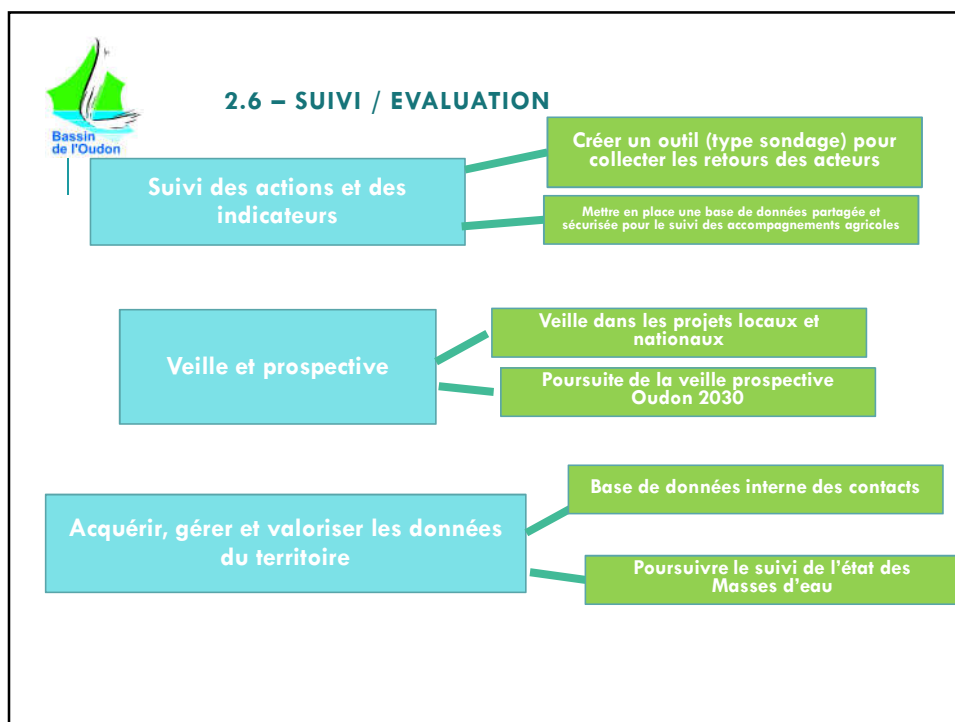 2.6 – SUIVI / EVALUATION
Bassin
de l'Oudon
Suivi des actions et des
indicateurs
Créer un outil (type sondage) pour
collecter les retours des acteurs
Mettre en place une base de données partagée et
sécurisée pour le suivi des accompagnements agricoles
Veille et prospective
Veille dans les projets locaux et
nationaux
Poursuite de la veille prospective
Oudon 2030
Acquérir, gérer et valoriser les données
du territoire
Base de données interne des contacts
Poursuivre le suivi de l’état des
Masses d’eau